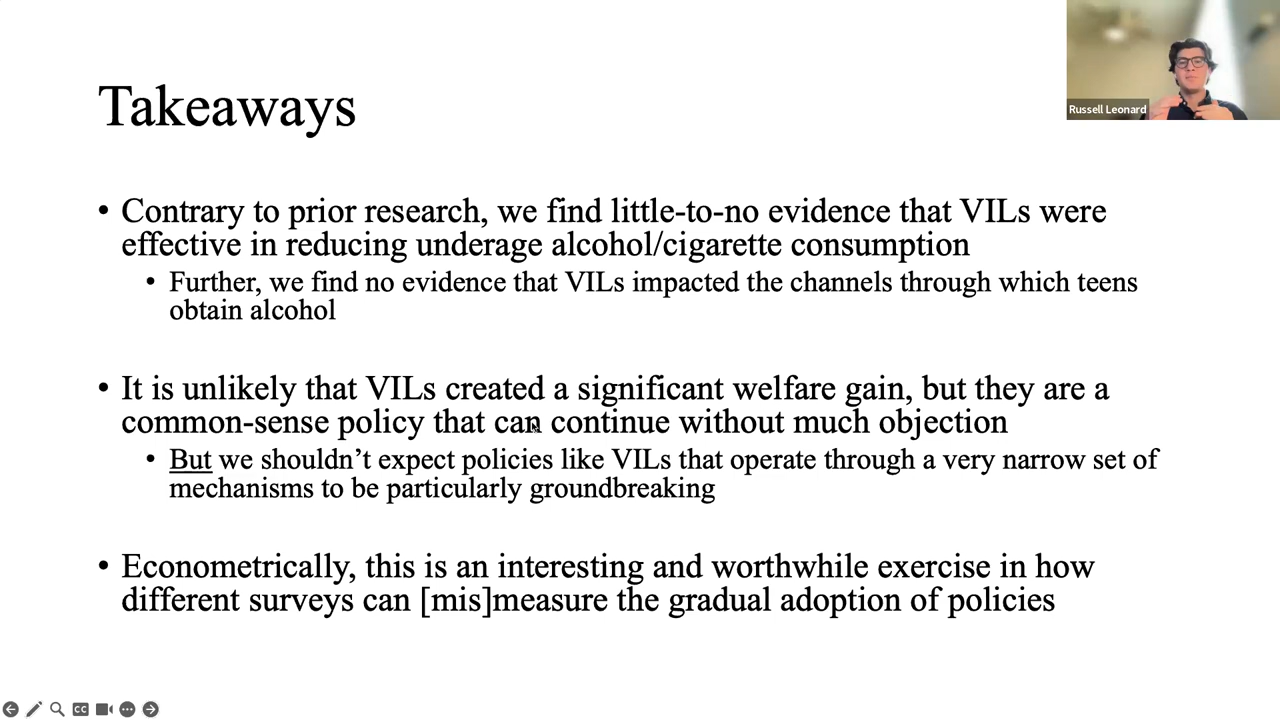 Takeaways
Russell Leonard
• Contrary to prior research, we find little-to-no evidence that VILs were
effective in reducing underage alcohol/cigarette consumption
• Further, we find no evidence that VILs impacted the channels through which teens
obtain alcohol
• It is unlikely that VILs created a significant welfare gain, but they are a
common-sense policy that can continue without much objection
• But we shouldn’t expect policies like VILs that operate through a very narrow set of
mechanisms to be particularly groundbreaking
• Econometrically, this is an interesting and worthwhile exercise in how
different surveys can [mis]measure the gradual adoption of policies
CC